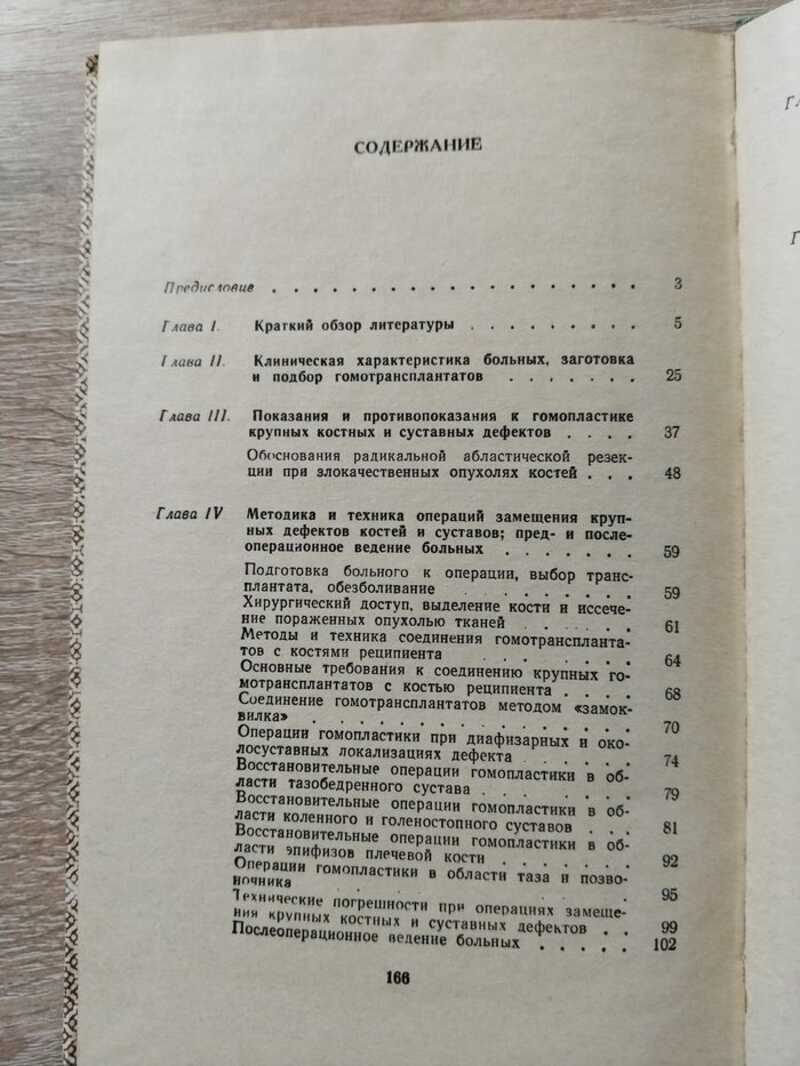 СОДЕРЖАНИЕ
Предисловие . . . . . . . . . . . . . . . . . . . 3
Глава I. Краткий обзор литературы . . . . . . . . . 5
Глава II. Клиническая характеристика больных, заготовка
и подбор гомотрансплантатов . . . . . . . 25
Глава III. Показания и противопоказания к гомопластике
крупных костных и суставных дефектов . . . . 37
Обоснования радикальной абластической резек-
ции при злокачественных опухолях костей . . . 48
Глава IV Методика и техника операций замещения круп-
ных дефектов костей и суставов; пред- и после-
операционное ведение больных . . . . . . . 59
Подготовка больного к операции, выбор транс-
плантата, обезболивание . . . . . . . 59
Хирургический доступ, выделение кости и иссече-
ние пораженных опухолью тканей . . . . . 61
Методы и техника соединения гомотрансплантa-
тов с костями реципиента . . . . . . . 64
Основные требования к соединению крупных го-
мотрансплантатов с костью реципиента . . . . 68
Соединение гомотрансплантатов методом «замок-
вилка» . . . . . . . . . . . . . 70
Операции гомопластики при диафизарных и око-
лосуставных локализациях дефекта . . . . . 74
Восстановительные операции гомопластики в об-
ласти тазобедренного сустава . . . . . . 79
Восстановительные операции гомопластики в об-
ласти коленного и голеностопного суставов . . . 81
Восстановительные операции гомопластики в об-
ласти эпифизов плечевой кости . . . . . . 92
Операции гомопластики в области таза и позво-
ночника 95
Технические погрешности при операциях замеще-
ния крупных костных и суставных дефектов . . 99
Послеоперационное ведение больных . . . . . 102
166
Г